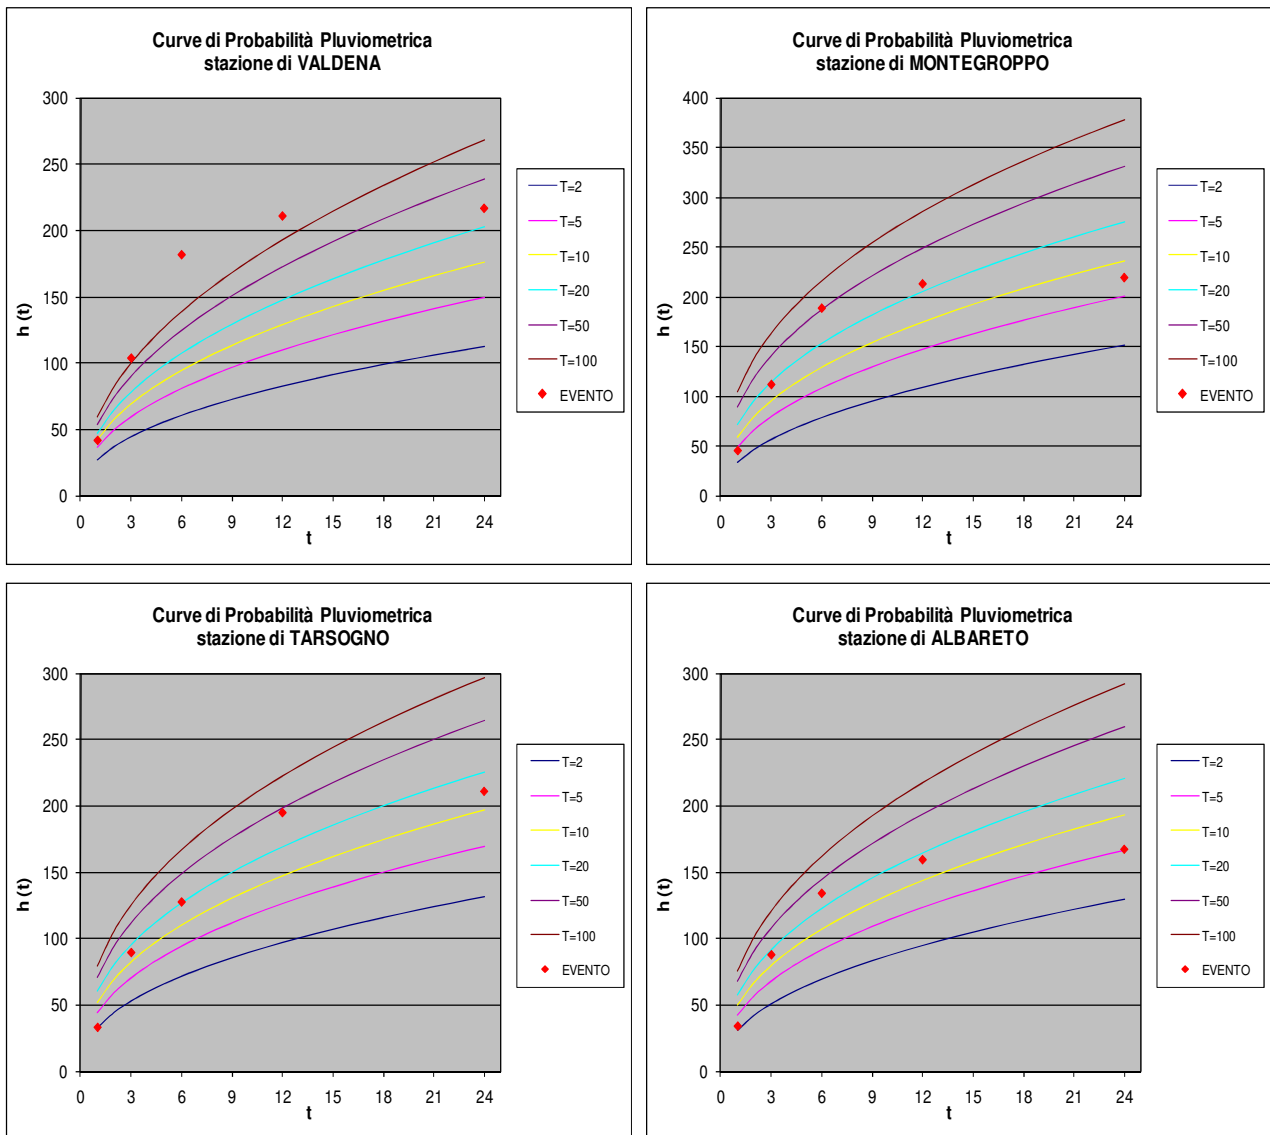 Curve di Probabilità Pluviometrica
stazione di VALDENA
300
250
200
150
100
50
0
h (t)
0 3 6 9 12 15 18 21 24
t
T=2
T=5
T=10
T=20
T=50
T=100
EVENTO
Curve di Probabilità Pluviometrica
stazione di MONTEGROPPO
400
350
300
250
200
150
100
50
0
h (t)
0 3 6 9 12 15 18 21 24
t
T=2
T=5
T=10
T=20
T=50
T=100
EVENTO
Curve di Probabilità Pluviometrica
stazione di TARSOGNO
300
250
200
150
100
50
0
h (t)
0 3 6 9 12 15 18 21 24
t
T=2
T=5
T=10
T=20
T=50
T=100
EVENTO
Curve di Probabilità Pluviometrica
stazione di ALBARETO
300
250
200
150
100
50
0
h (t)
0 3 6 9 12 15 18 21 24
t
T=2
T=5
T=10
T=20
T=50
T=100
EVENTO